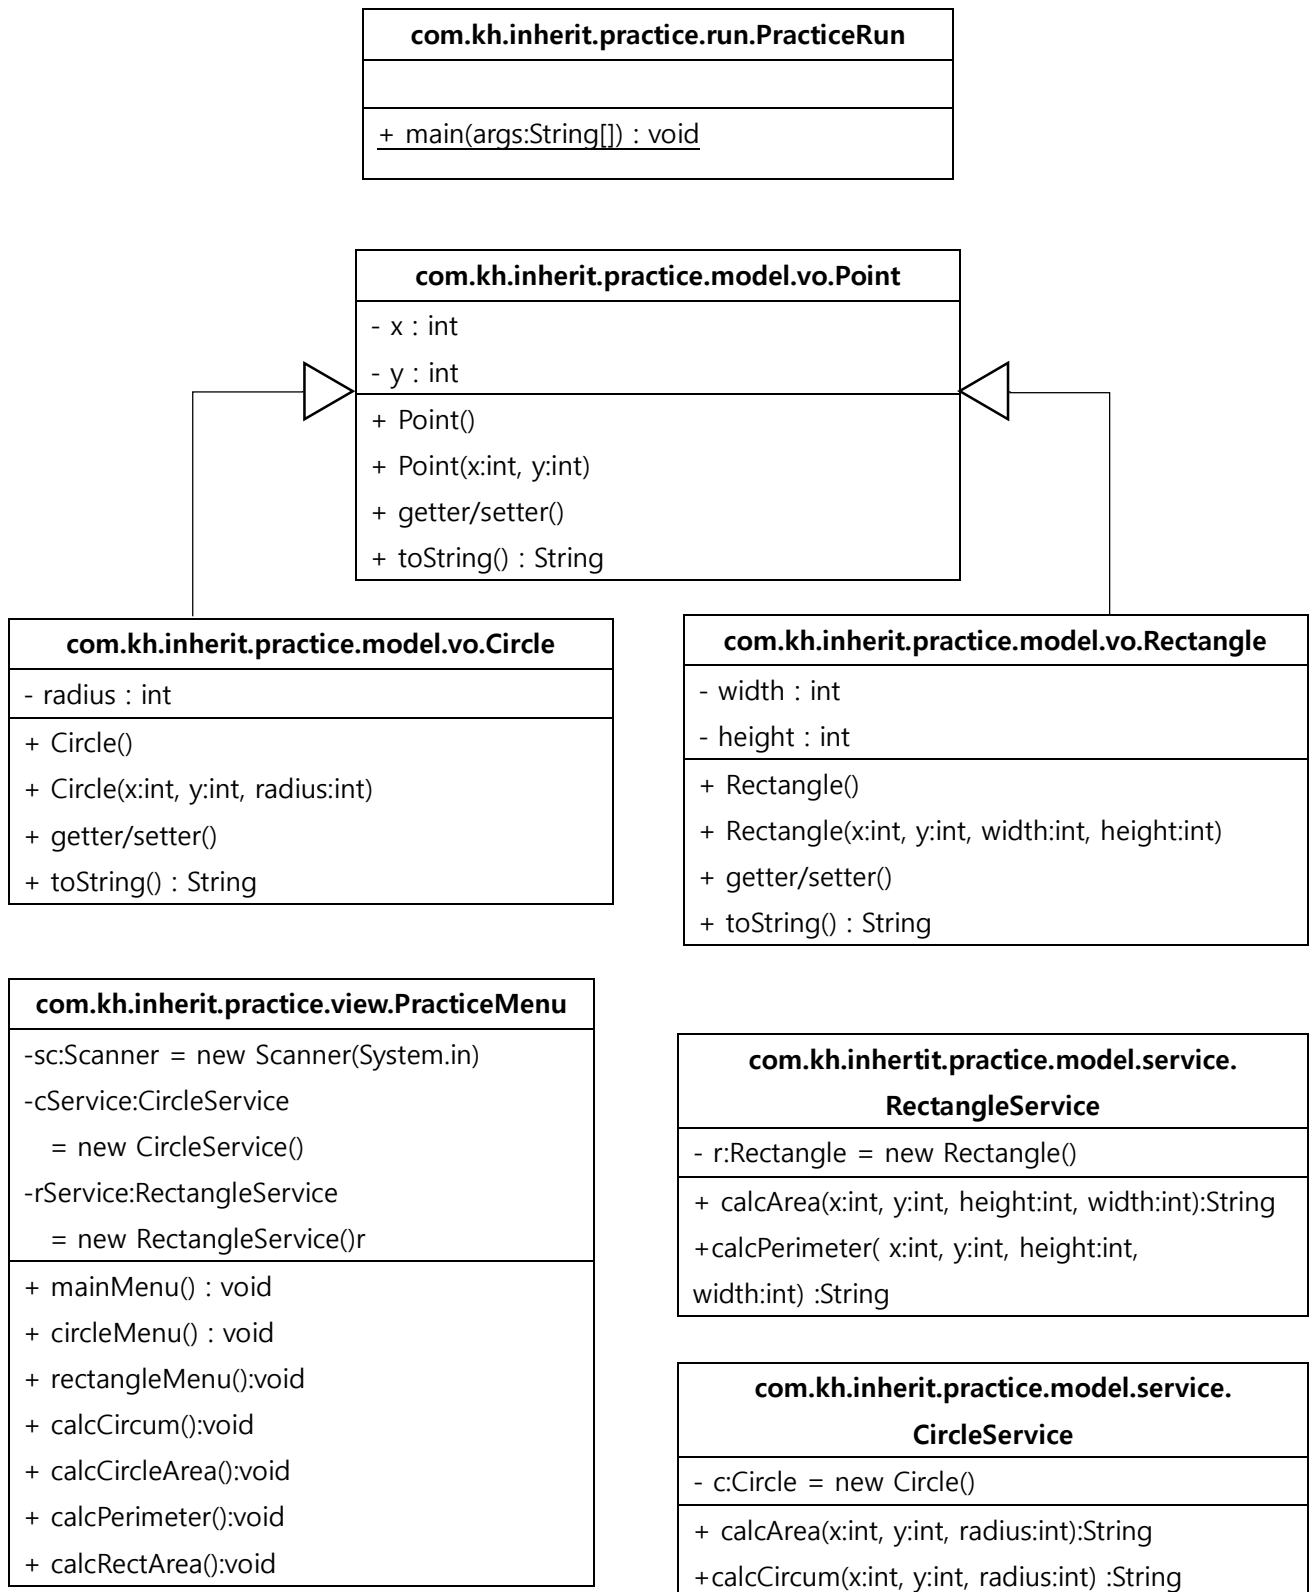 com.kh.inherit.practice.run.PracticeRun
+ main(args:String[]) : void
com.kh.inherit.practice.model.vo.Point
- x : int
- y : int
+ Point()
+ Point(x:int, y:int)
+ getter/setter()
+ toString() : String
com.kh.inherit.practice.model.vo.Circle
- radius : int
+ Circle()
+ Circle(x:int, y:int, radius:int)
+ getter/setter()
+ toString() : String
com.kh.inherit.practice.model.vo.Rectangle
- width : int
- height : int
+ Rectangle()
+ Rectangle(x:int, y:int, width:int, height:int)
+ getter/setter()
+ toString() : String
com.kh.inherit.practice.view.PracticeMenu
-sc:Scanner = new Scanner(System.in)
-cService:CircleService
= new CircleService()
-rService:RectangleService
= new RectangleService()r
+ mainMenu() : void
+ circleMenu() : void
+ rectangleMenu():void
+ calcCircum():void
+ calcCircleArea():void
+ calcPerimeter():void
+ calcRectArea():void
com.kh.inhertit.practice.model.service.
RectangleService
- r:Rectangle = new Rectangle()
+ calcArea(x:int, y:int, height:int, width:int):String
+calcPerimeter( x:int, y:int, height:int,
width:int) :String
com.kh.inherit.practice.model.service.
CircleService
- c:Circle = new Circle()
+ calcArea(x:int, y:int, radius:int):String
+calcCircum(x:int, y:int, radius:int) :String